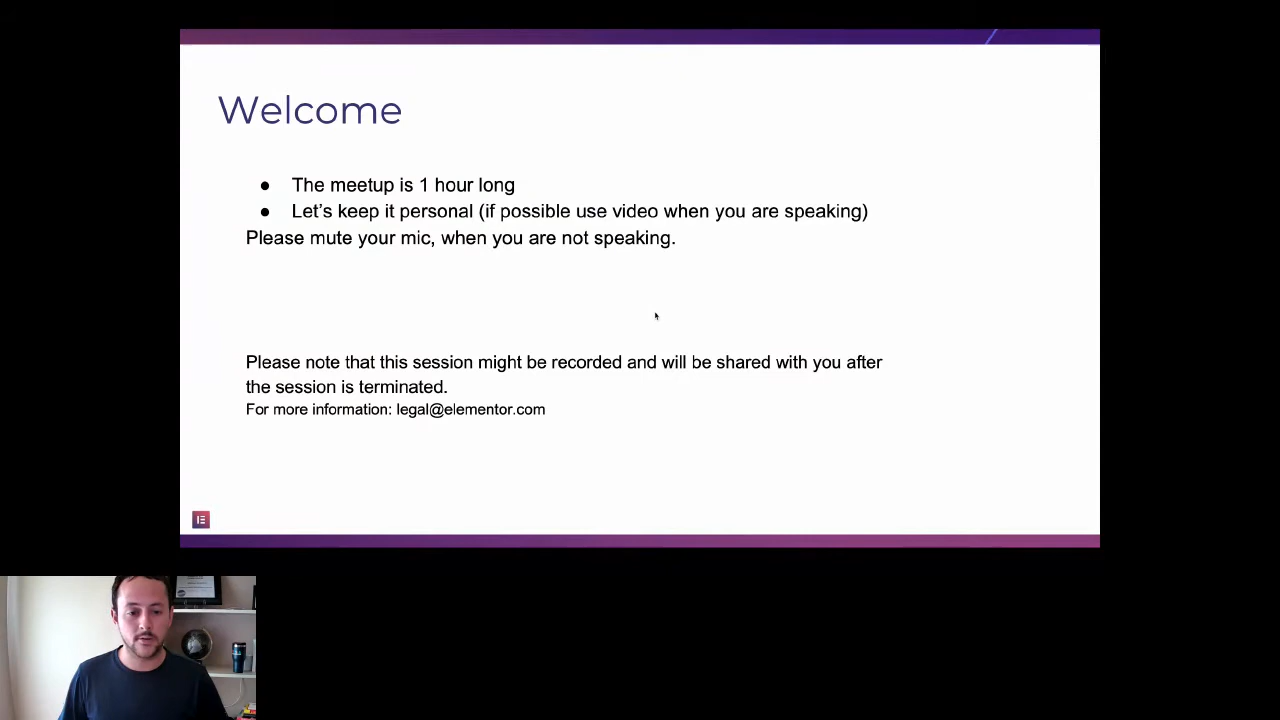 Welcome
● The meetup is 1 hour long
● Let’s keep it personal (if possible use video when you are speaking)
Please mute your mic, when you are not speaking.
Please note that this session might be recorded and will be shared with you after
the session is terminated.
For more information: legal@elementor.com